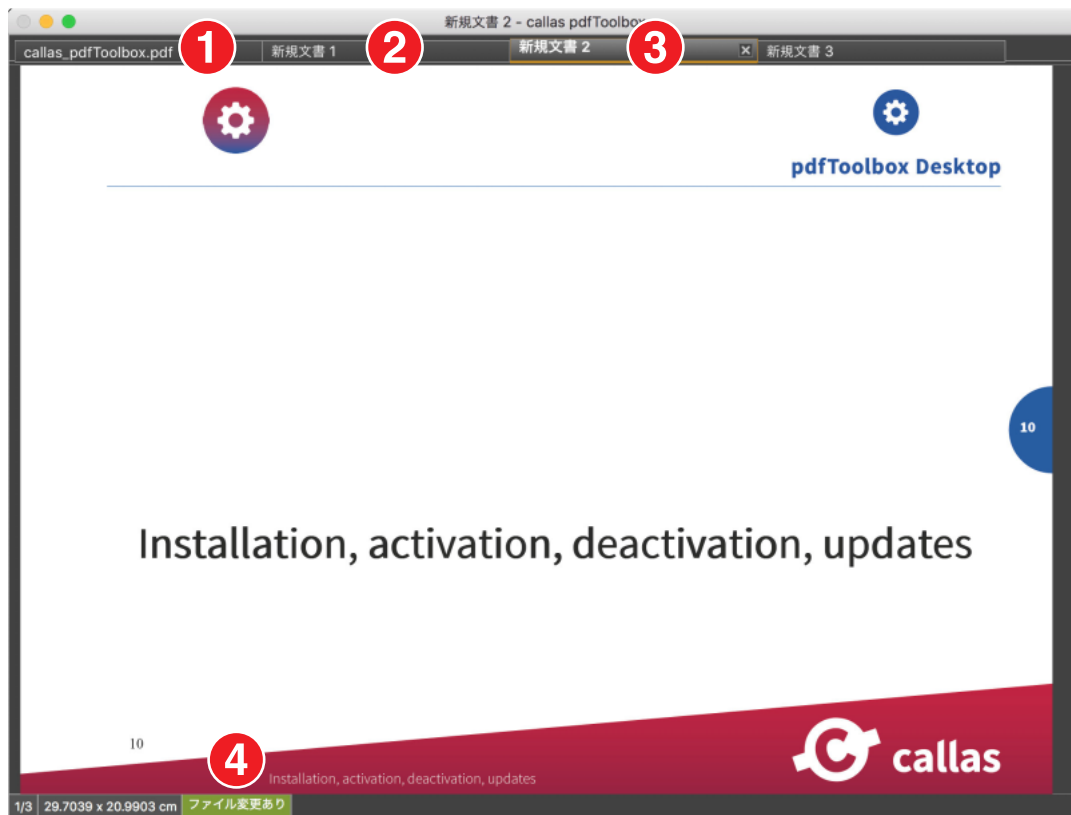 新規文書 2 - callas pdfToolbox
callas_pdfToolbox.pdf 1 新規文書 1 2 新規文書 2 3 新規文書 3
pdfToolbox Desktop
10
Installation, activation, deactivation, updates
10
4
Installation, activation, deactivation, updates
callas
1/3 29.7039 x 20.9903 cm ファイル変更あり